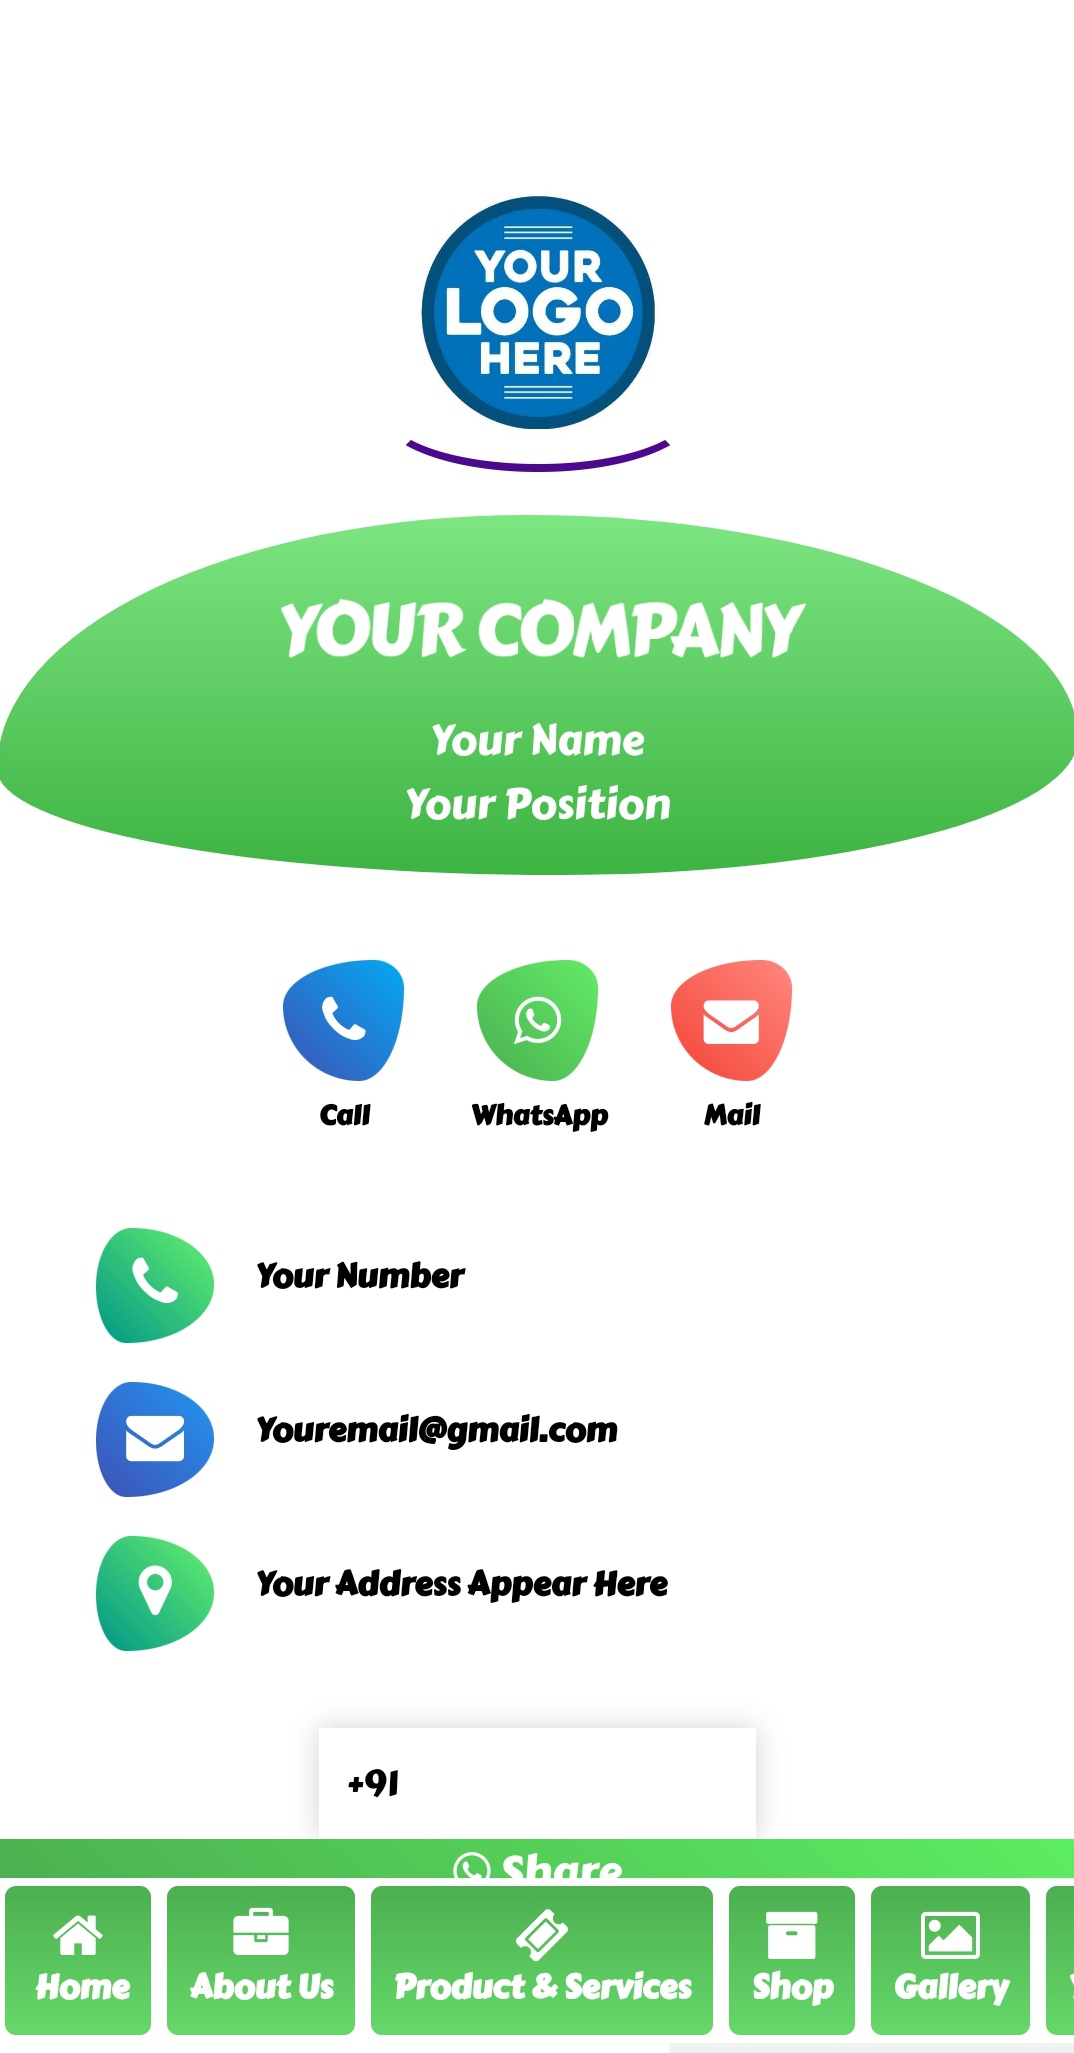 YOUR
LOGO
HERE
YOUR COMPANY
Your Name
Your Position
Call WhatsApp Mail
Your Number
Youremail@gmail.com
Your Address Appear Here
+91
Share
Home About Us Product & Services Shop Gallery